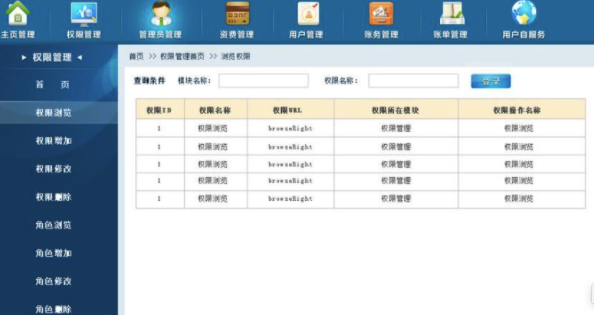 主页管理 权限管理 管理员管理 资费管理 用户管理 账务管理 账单管理 用户自服务
权限管理
首页 >> 权限管理首页 >> 浏览权限
首 页
查询条件 模块名称: 权限名称: 登录
权限浏览
权限增加
权限修改
权限删除
角色浏览
角色增加
角色修改
角色删除
权限ID 权限名称 权限URL 权限所在模块 权限操作名称
1 权限浏览 browseRight 权限管理 权限浏览
1 权限浏览 browseRight 权限管理 权限浏览
1 权限浏览 browseRight 权限管理 权限浏览
1 权限浏览 browseRight 权限管理 权限浏览
1 权限浏览 browseRight 权限管理 权限浏览